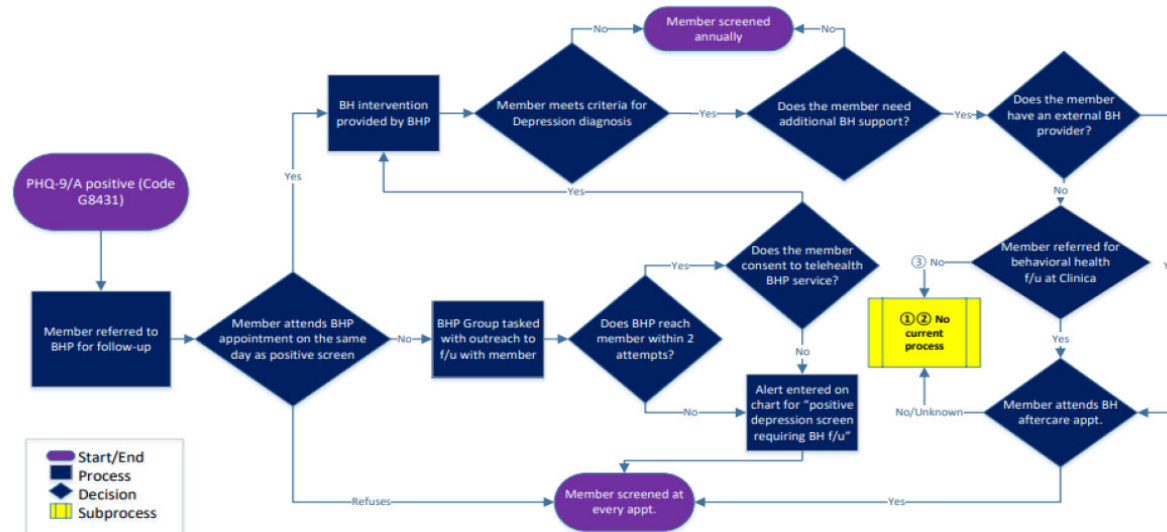 No
Member screened
annually
No
BH intervention
provided by BHP
Member meets criteria for
Depression diagnosis
Yes
Does the member need
additional BH support?
Yes
Does the member
have an external BH
provider?
PHQ-9/A positive (Code
G8431)
Yes
Yes
No
Member referred to
BHP for follow-up
Member attends BHP
appointment on the same
day as positive screen
No
BHP Group tasked
with outreach to
f/u with member
Does BHP reach
member within 2
attempts?
Yes
Does the member
consent to telehealth
BHP service?
③ No
Member referred for
behavioral health
f/u at Clinica
①② No
current
process
No
Yes
No
Alert entered on
chart for "positive
depression screen
requiring BH f/u"
No/Unknown
Member attends BH
aftercare appt.
Start/End
Process
Decision
Subprocess
Refuses
Member screened at
every appt.
Yes